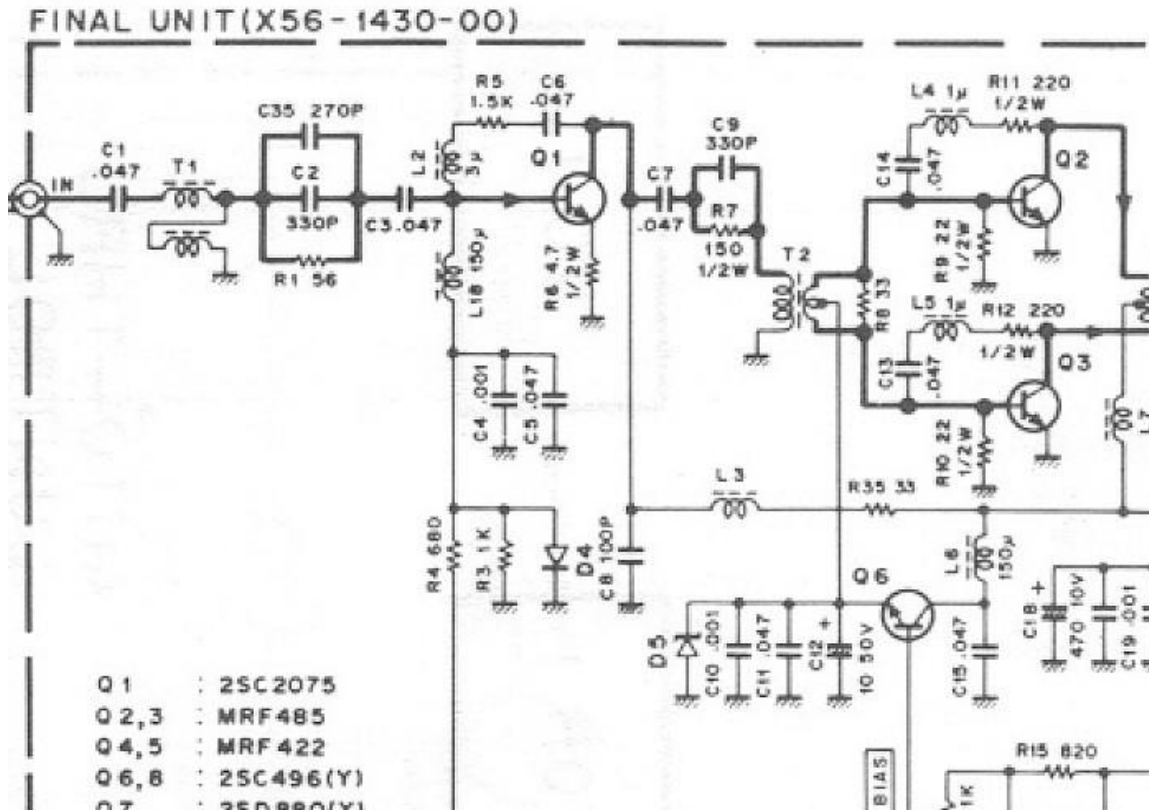 FINAL UNIT(X56-1430-00)
IN
C1
.047
T1
C35 270P
C2
330P
R1 56
C3 .047
L2
3µ
R5
1.5K
C6
.047
Q1
L18 150µ
R6 4.7
1/2W
C4 .001
C5 .047
R4 680
R3 1K
D4
C8 100P
C7
.047
C9
330P
R7
150
1/2W
T2
R8 33
L4 1µ
R11 220
1/2W
C14
.047
Q2
R9 22
1/2W
L5 1µ
R12 220
1/2W
C13
.047
Q3
R10 22
1/2W
L7
L3
R35 33
L6
150µ
Q6
D5
C10 .001
C11 .047
C12
+
10 50V
C15 .047
C18
+
470 10V
C19 .001
BIAS
R15 820
1K
Q1 : 2SC2075
Q2,3 : MRF485
Q4,5 : MRF422
Q6,8 : 2SC496(Y)
Q7 : 2SD880(Y)